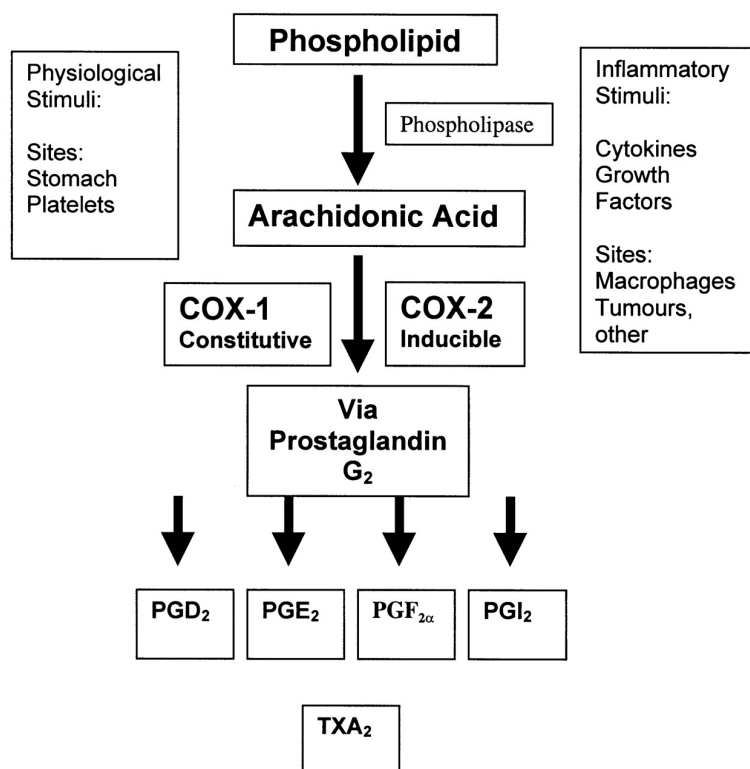 Phospholipid
Physiological
Stimuli:
Sites:
Stomach
Platelets
Phospholipase
Inflammatory
Stimuli:
Cytokines
Growth
Factors
Sites:
Macrophages
Tumours,
other
Arachidonic Acid
COX-1
Constitutive
COX-2
Inducible
Via
Prostaglandin
G₂
PGD₂
PGE₂
PGF₂α
PGI₂
TXA₂